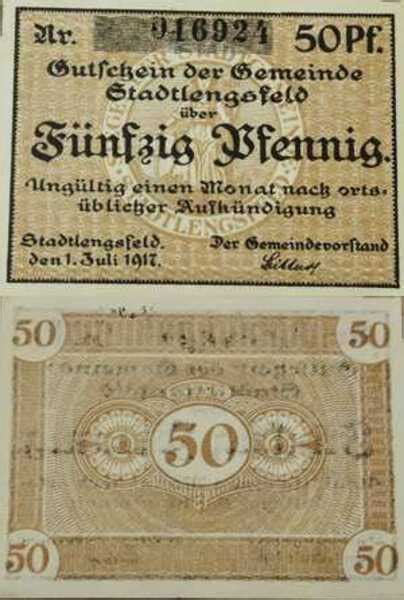 Nr. 016924 50 Pf.
Gutschein der Gemeinde
Stadtlengsfeld
über
Fünfzig Pfennig.
Ungültig einen Monat nach orts-
üblicher Aufkündigung
Stadtlengsfeld. Der Gemeindevorstand
den 1. Juli 1917.
50 50
50
50 50